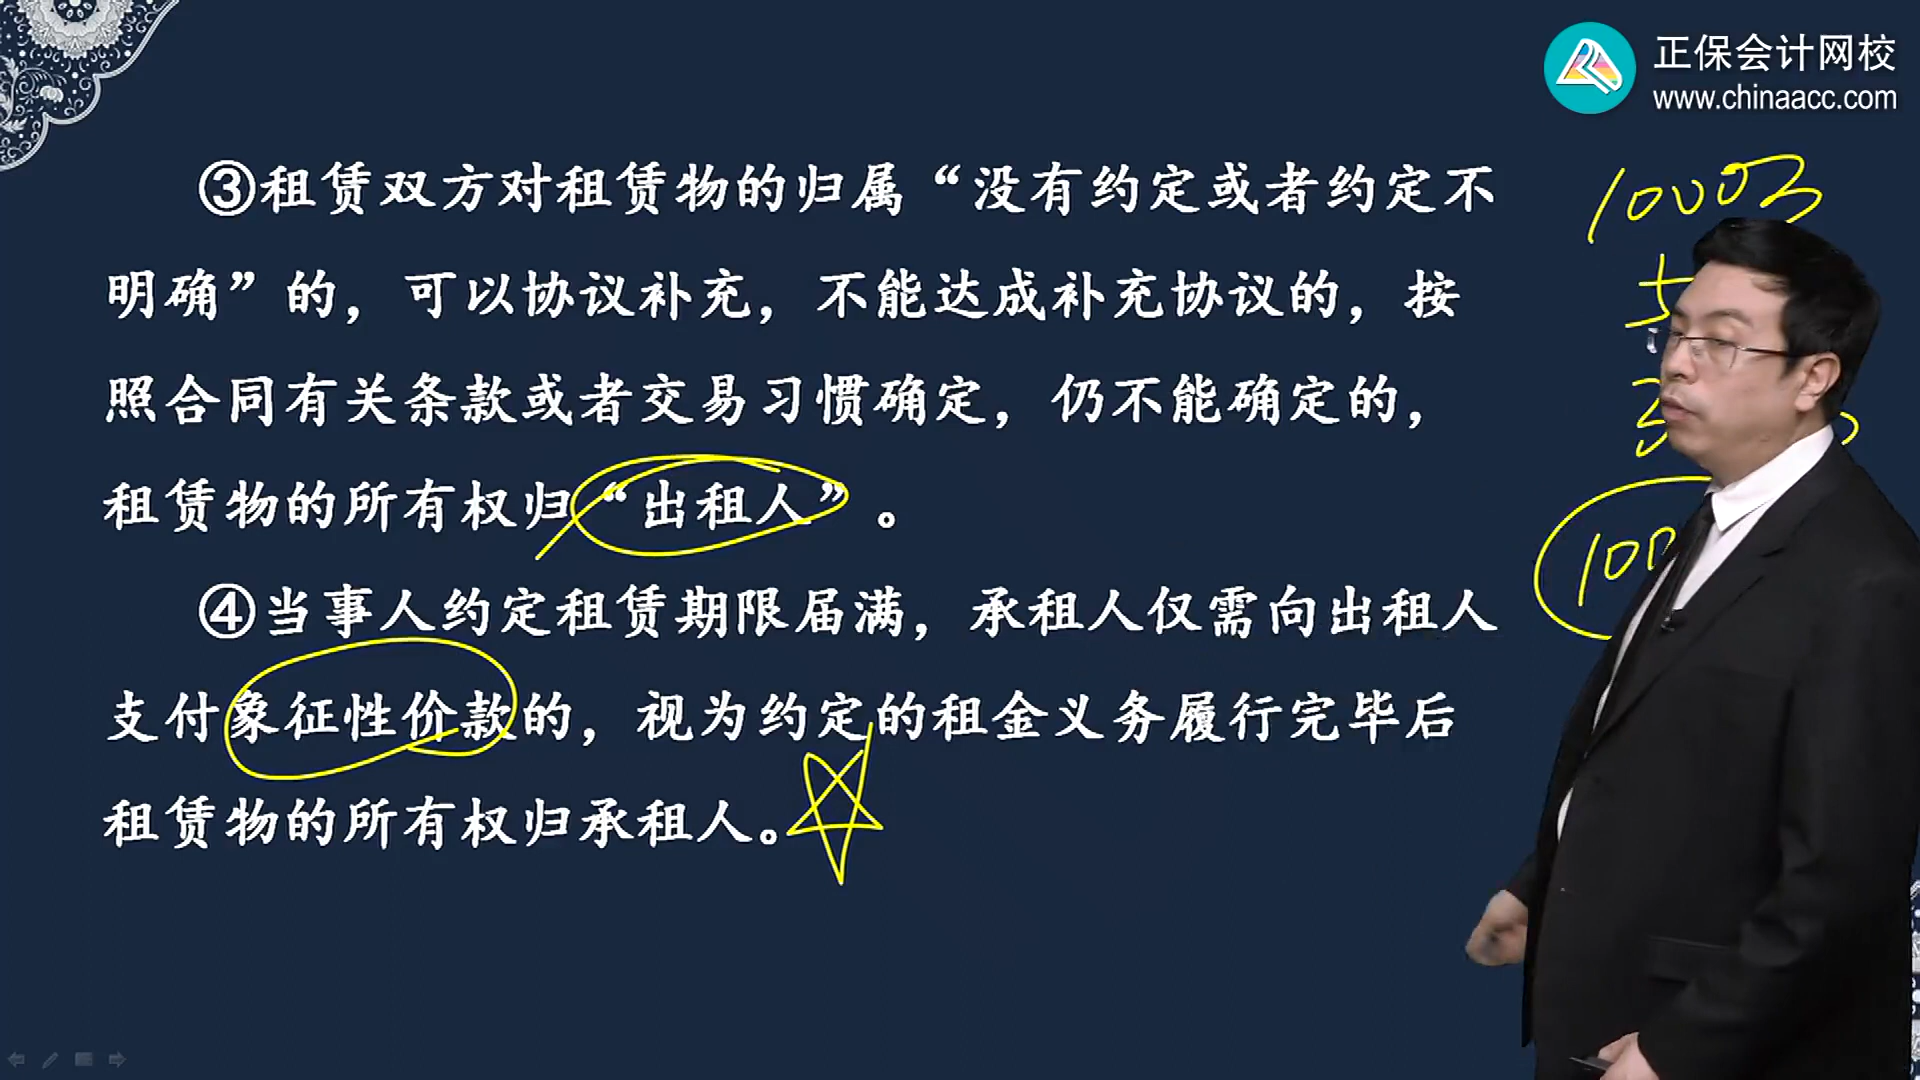 正保会计网校
www.chinaacc.com
③租赁双方对租赁物的归属“没有约定或者约定不
明确”的，可以协议补充，不能达成补充协议的，按
照合同有关条款或者交易习惯确定，仍不能确定的，
租赁物的所有权归“出租人”。
④当事人约定租赁期限届满，承租人仅需向出租人
支付象征性价款的，视为约定的租金义务履行完毕后
租赁物的所有权归承租人。